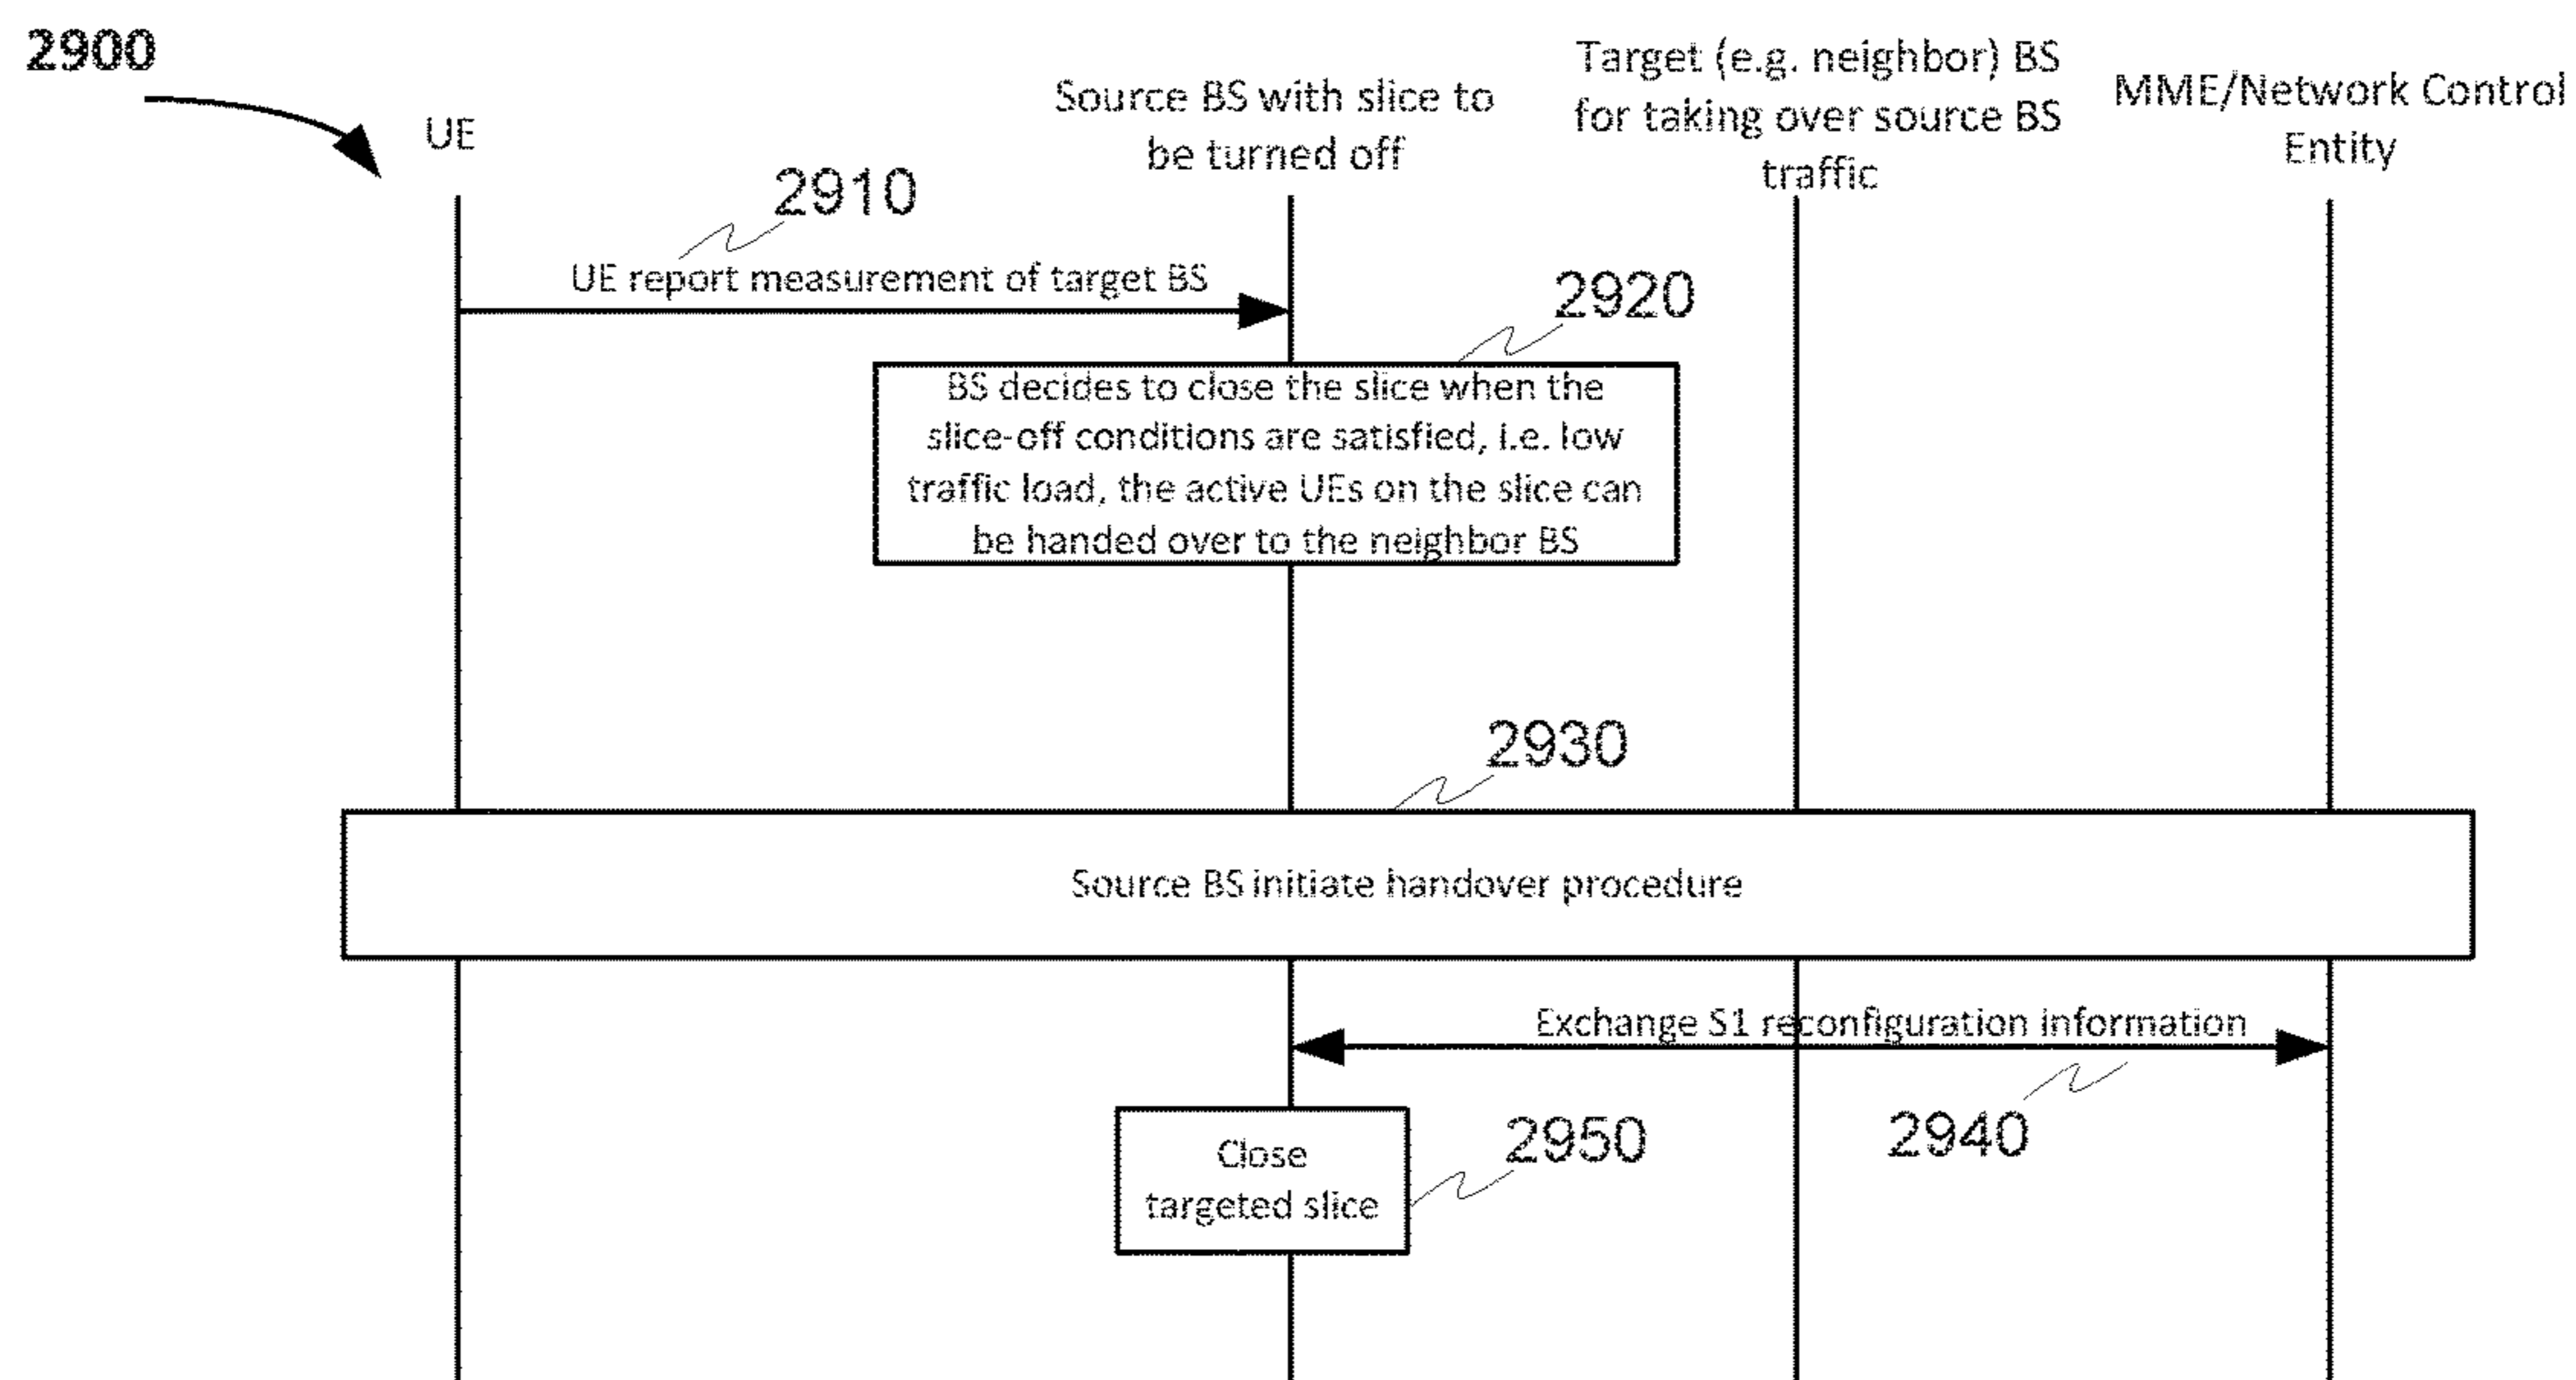 2900
UE
Source BS with slice to
be turned off
Target (e.g. neighbor) BS
for taking over source BS
traffic
MME/Network Control
Entity
2910
UE report measurement of target BS
2920
BS decides to close the slice when the
slice-off conditions are satisfied, i.e. low
traffic load, the active UEs on the slice can
be handed over to the neighbor BS
2930
Source BS initiate handover procedure
Exchange S1 reconfiguration information
2940
Close
targeted slice
2950